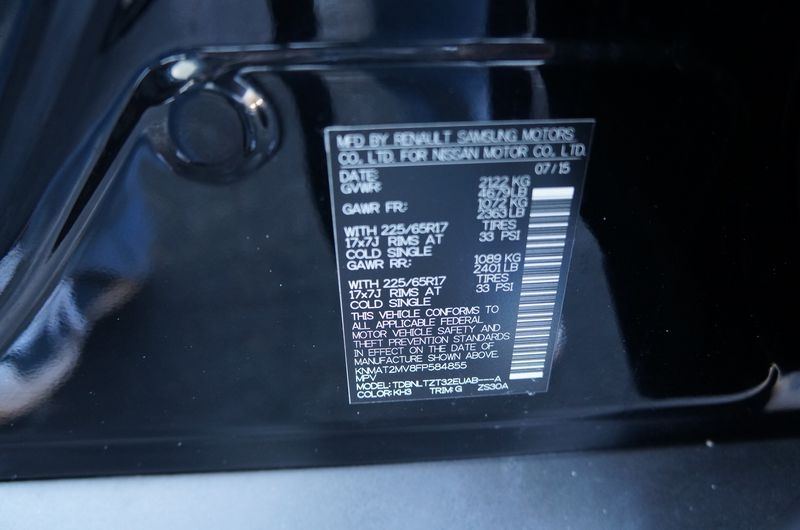 MFD BY RENAULT SAMSUNG MOTORS
CO., LTD. FOR NISSAN MOTOR CO., LTD.
DATE: 07/15
GVWR: 2122 KG
4679 LB
GAWR FR: 1072 KG
2363 LB
WITH 225/65R17 TIRES
17x7J RIMS AT 33 PSI
COLD SINGLE
GAWR RR: 1089 KG
2401 LB
WITH 225/65R17 TIRES
17x7J RIMS AT 33 PSI
COLD SINGLE
THIS VEHICLE CONFORMS TO
ALL APPLICABLE FEDERAL
MOTOR VEHICLE SAFETY AND
THEFT PREVENTION STANDARDS
IN EFFECT ON THE DATE OF
MANUFACTURE SHOWN ABOVE.
KNMAT2MV8FP584855
MPV
MODEL: TDBNLTZT32EUAB---A
COLOR: KH3 TRIM: G ZS30A